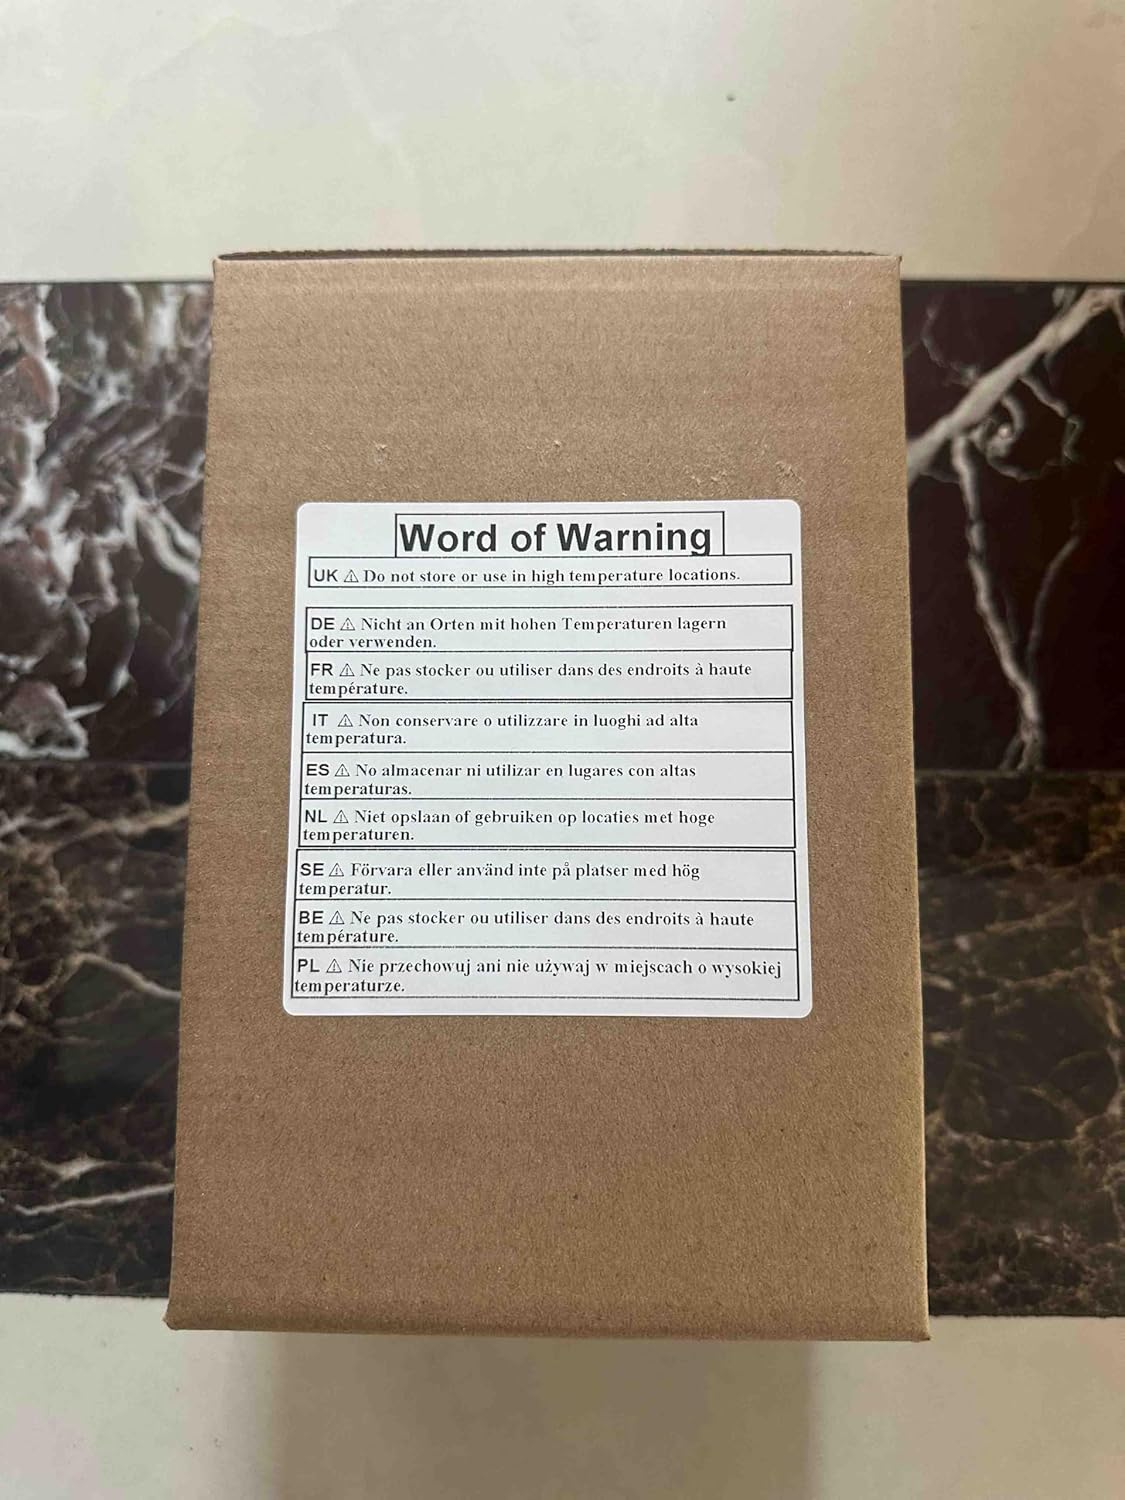 Word of Warning
UK ⚠ Do not store or use in high temperature locations.
DE ⚠ Nicht an Orten mit hohen Temperaturen lagern
oder verwenden.
FR ⚠ Ne pas stocker ou utiliser dans des endroits à haute
température.
IT ⚠ Non conservare o utilizzare in luoghi ad alta
temperatura.
ES ⚠ No almacenar ni utilizar en lugares con altas
temperaturas.
NL ⚠ Niet opslaan of gebruiken op locaties met hoge
temperaturen.
SE ⚠ Förvara eller använd inte på platser med hög
temperatur.
BE ⚠ Ne pas stocker ou utiliser dans des endroits à haute
température.
PL ⚠ Nie przechowuj ani nie używaj w miejscach o wysokiej
temperaturze.